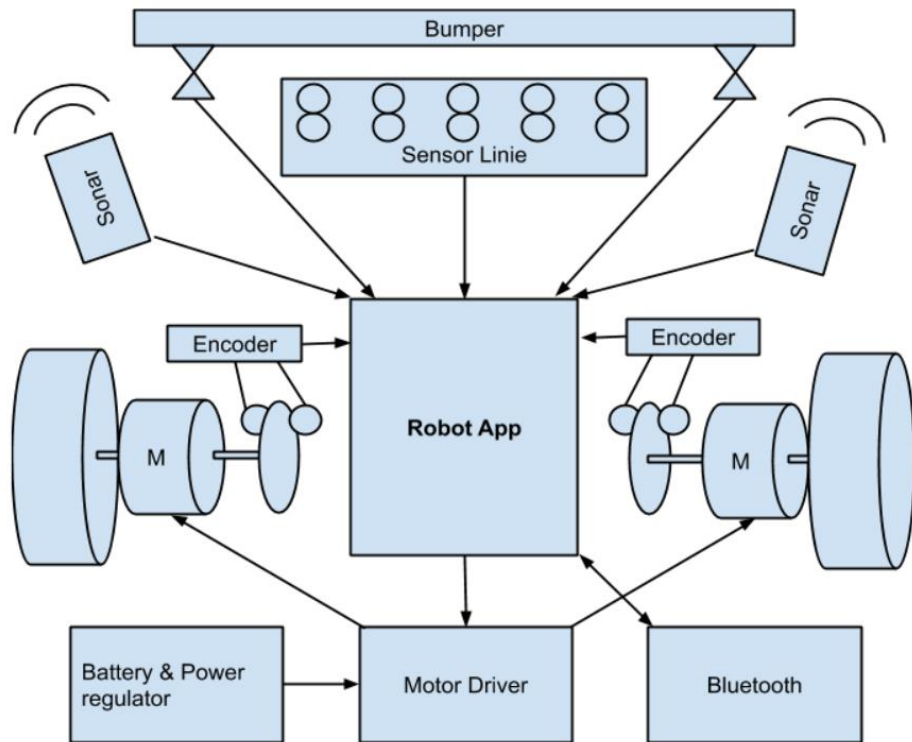 Bumper
Sensor Linie
Sonar
Sonar
Encoder
Encoder
Robot App
M
M
Battery & Power
regulator
Motor Driver
Bluetooth